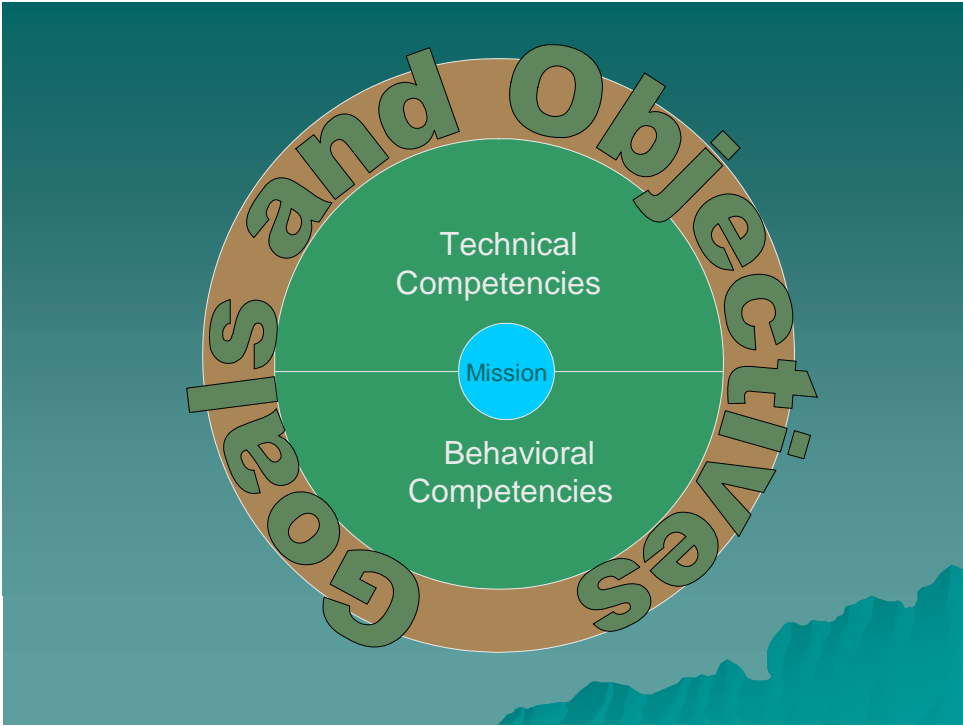 Goals and Objectives
Technical
Competencies
Mission
Behavioral
Competencies